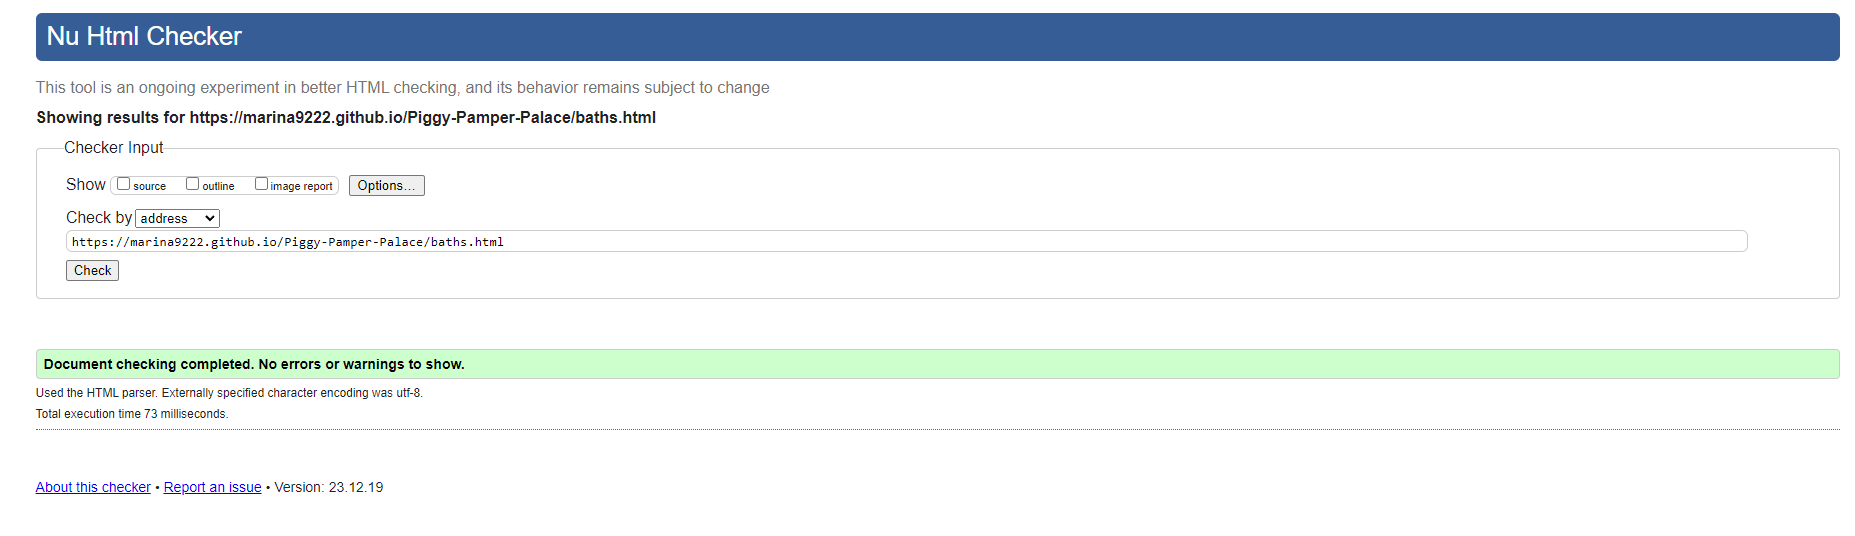 Nu Html Checker
This tool is an ongoing experiment in better HTML checking, and its behavior remains subject to change
Showing results for https://marina9222.github.io/Piggy-Pamper-Palace/baths.html
Checker Input
Show source outline image report Options...
Check by address
https://marina9222.github.io/Piggy-Pamper-Palace/baths.html
Check
Document checking completed. No errors or warnings to show.
Used the HTML parser. Externally specified character encoding was utf-8.
Total execution time 73 milliseconds.
About this checker • Report an issue • Version: 23.12.19